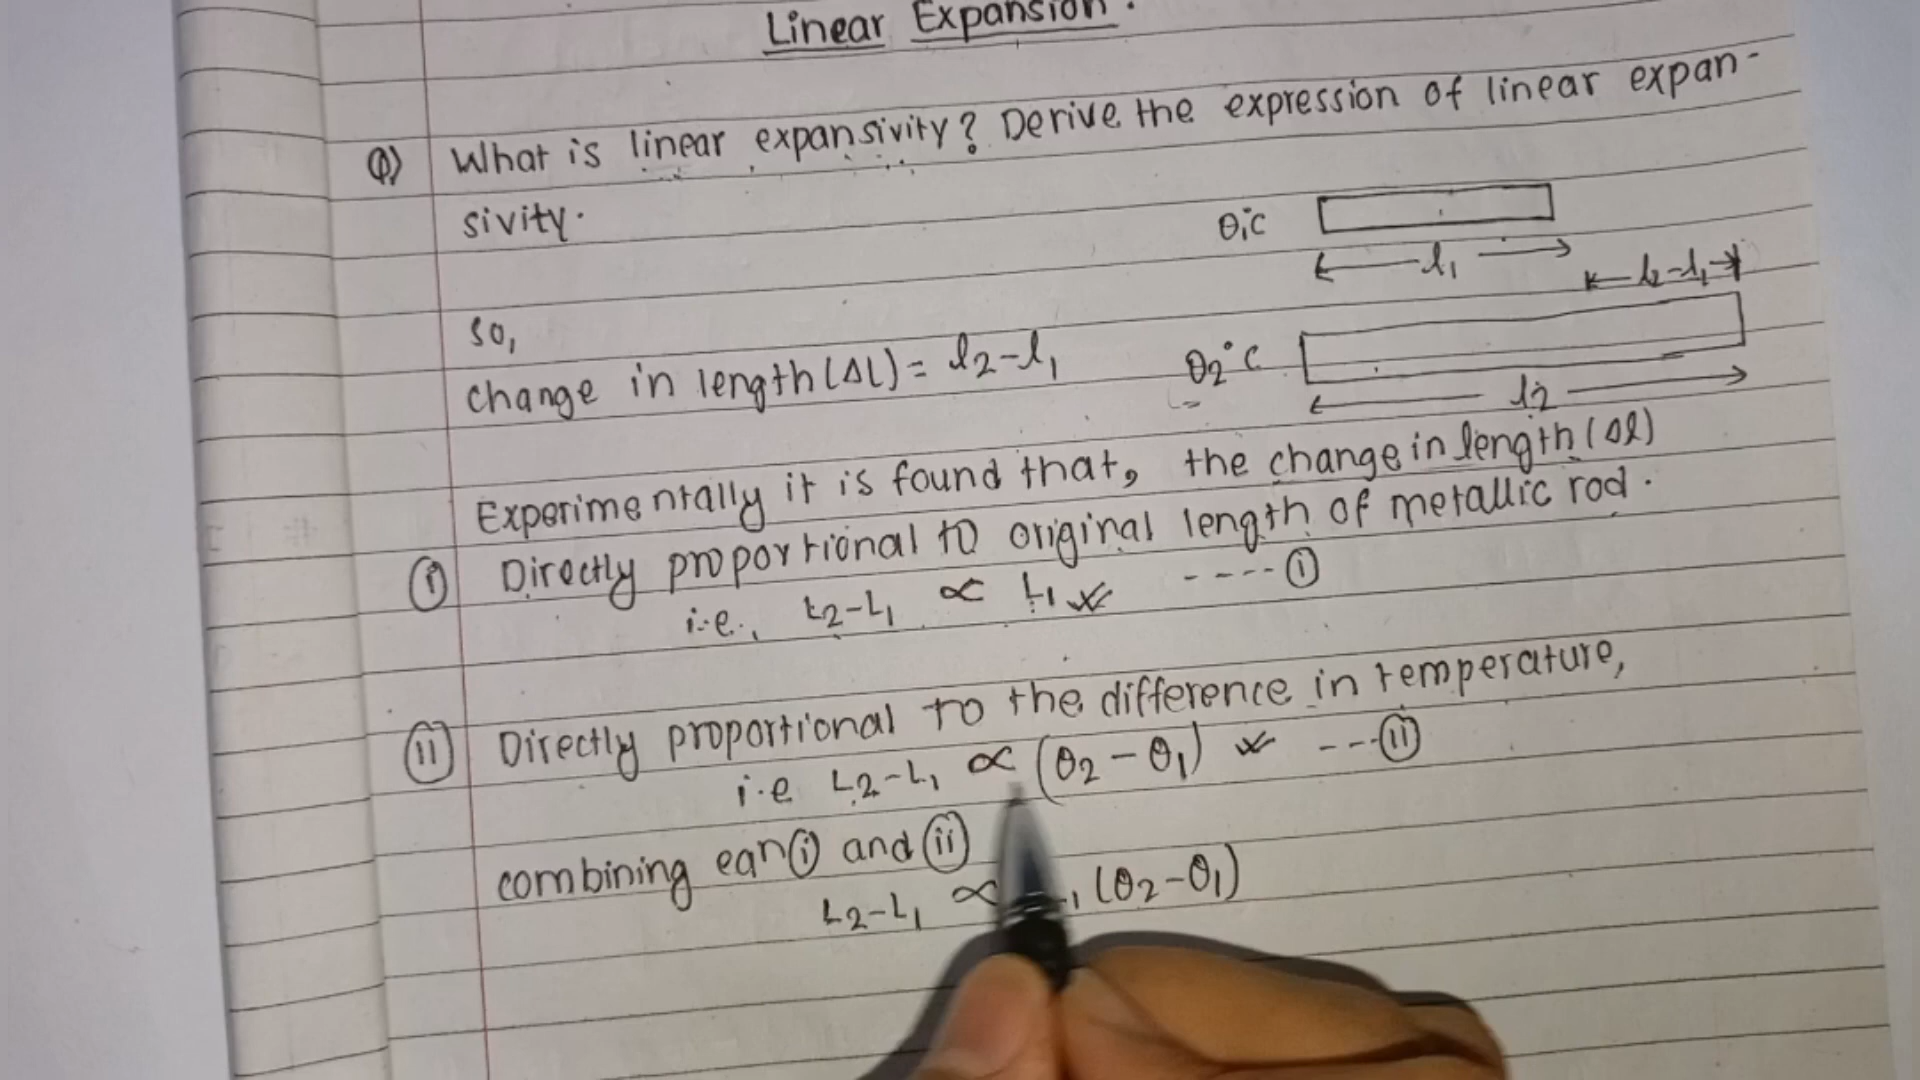 Linear Expansion.
Q) What is linear expansivity? Derive the expression of linear expan-
sivity.
θ₁°C
l₁
l₂-l₁
so,
change in length (Δl) = l₂-l₁
θ₂°C
l₂
Experimentally it is found that, the change in length (Δl)
(i) Directly proportional to original length of metallic rod.
i.e., L₂-L₁ ∝ L₁ ----(i)
(ii) Directly proportional to the difference in temperature,
i.e L₂-L₁ ∝ (θ₂-θ₁) ---(ii)
combining eqn (i) and (ii)
L₂-L₁ ∝ ₁ (θ₂-θ₁)